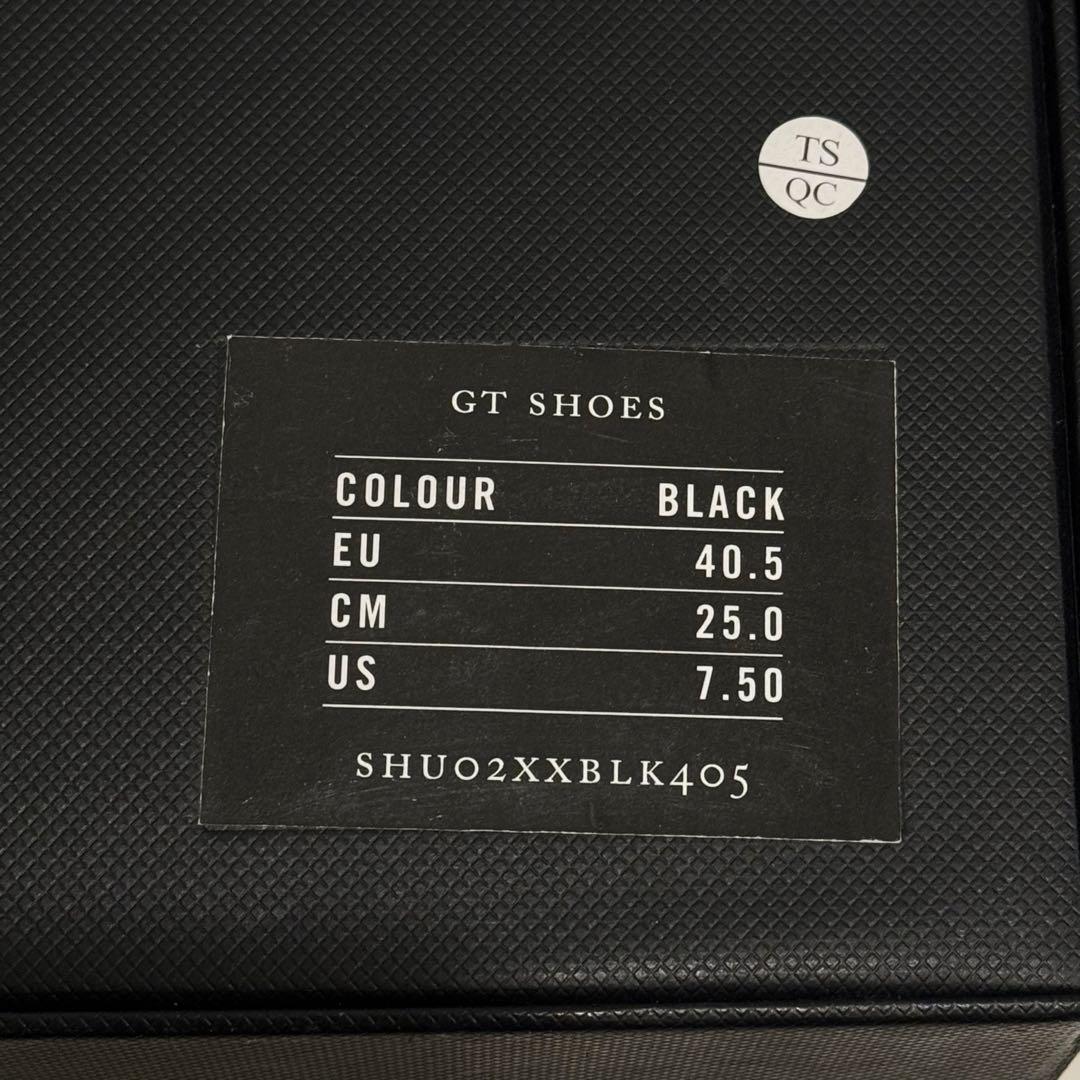 TS
QC
GT SHOES
COLOUR BLACK
EU 40.5
CM 25.0
US 7.50
SHU02XXBLK405